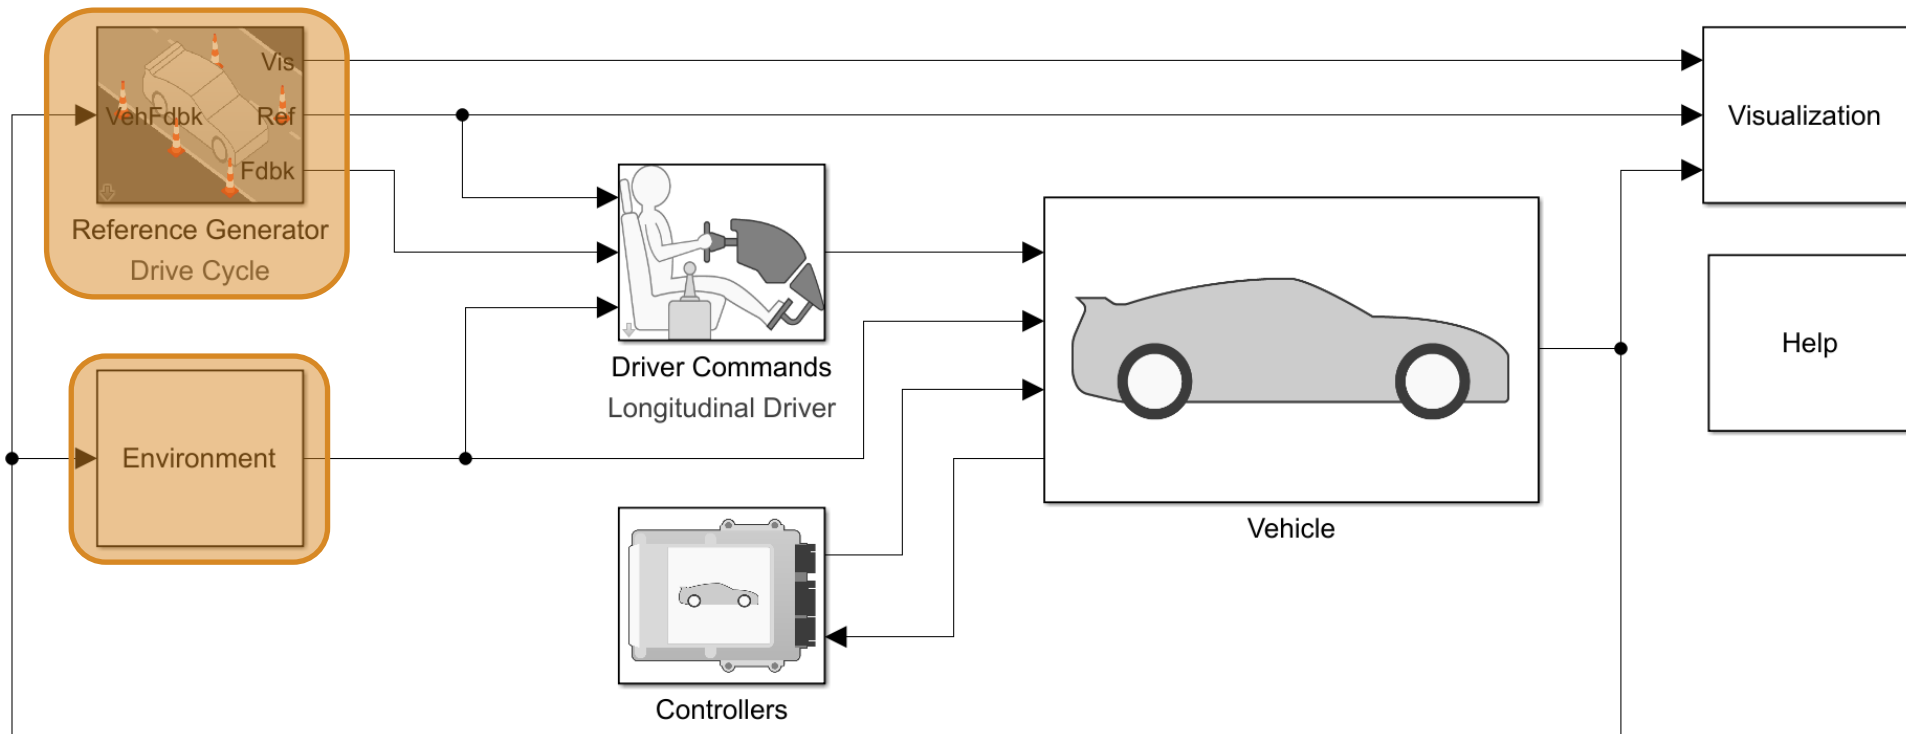 Vis
VehFdbk
Ref
Fdbk
Reference Generator
Drive Cycle
Visualization
Driver Commands
Longitudinal Driver
Help
Environment
Vehicle
Controllers